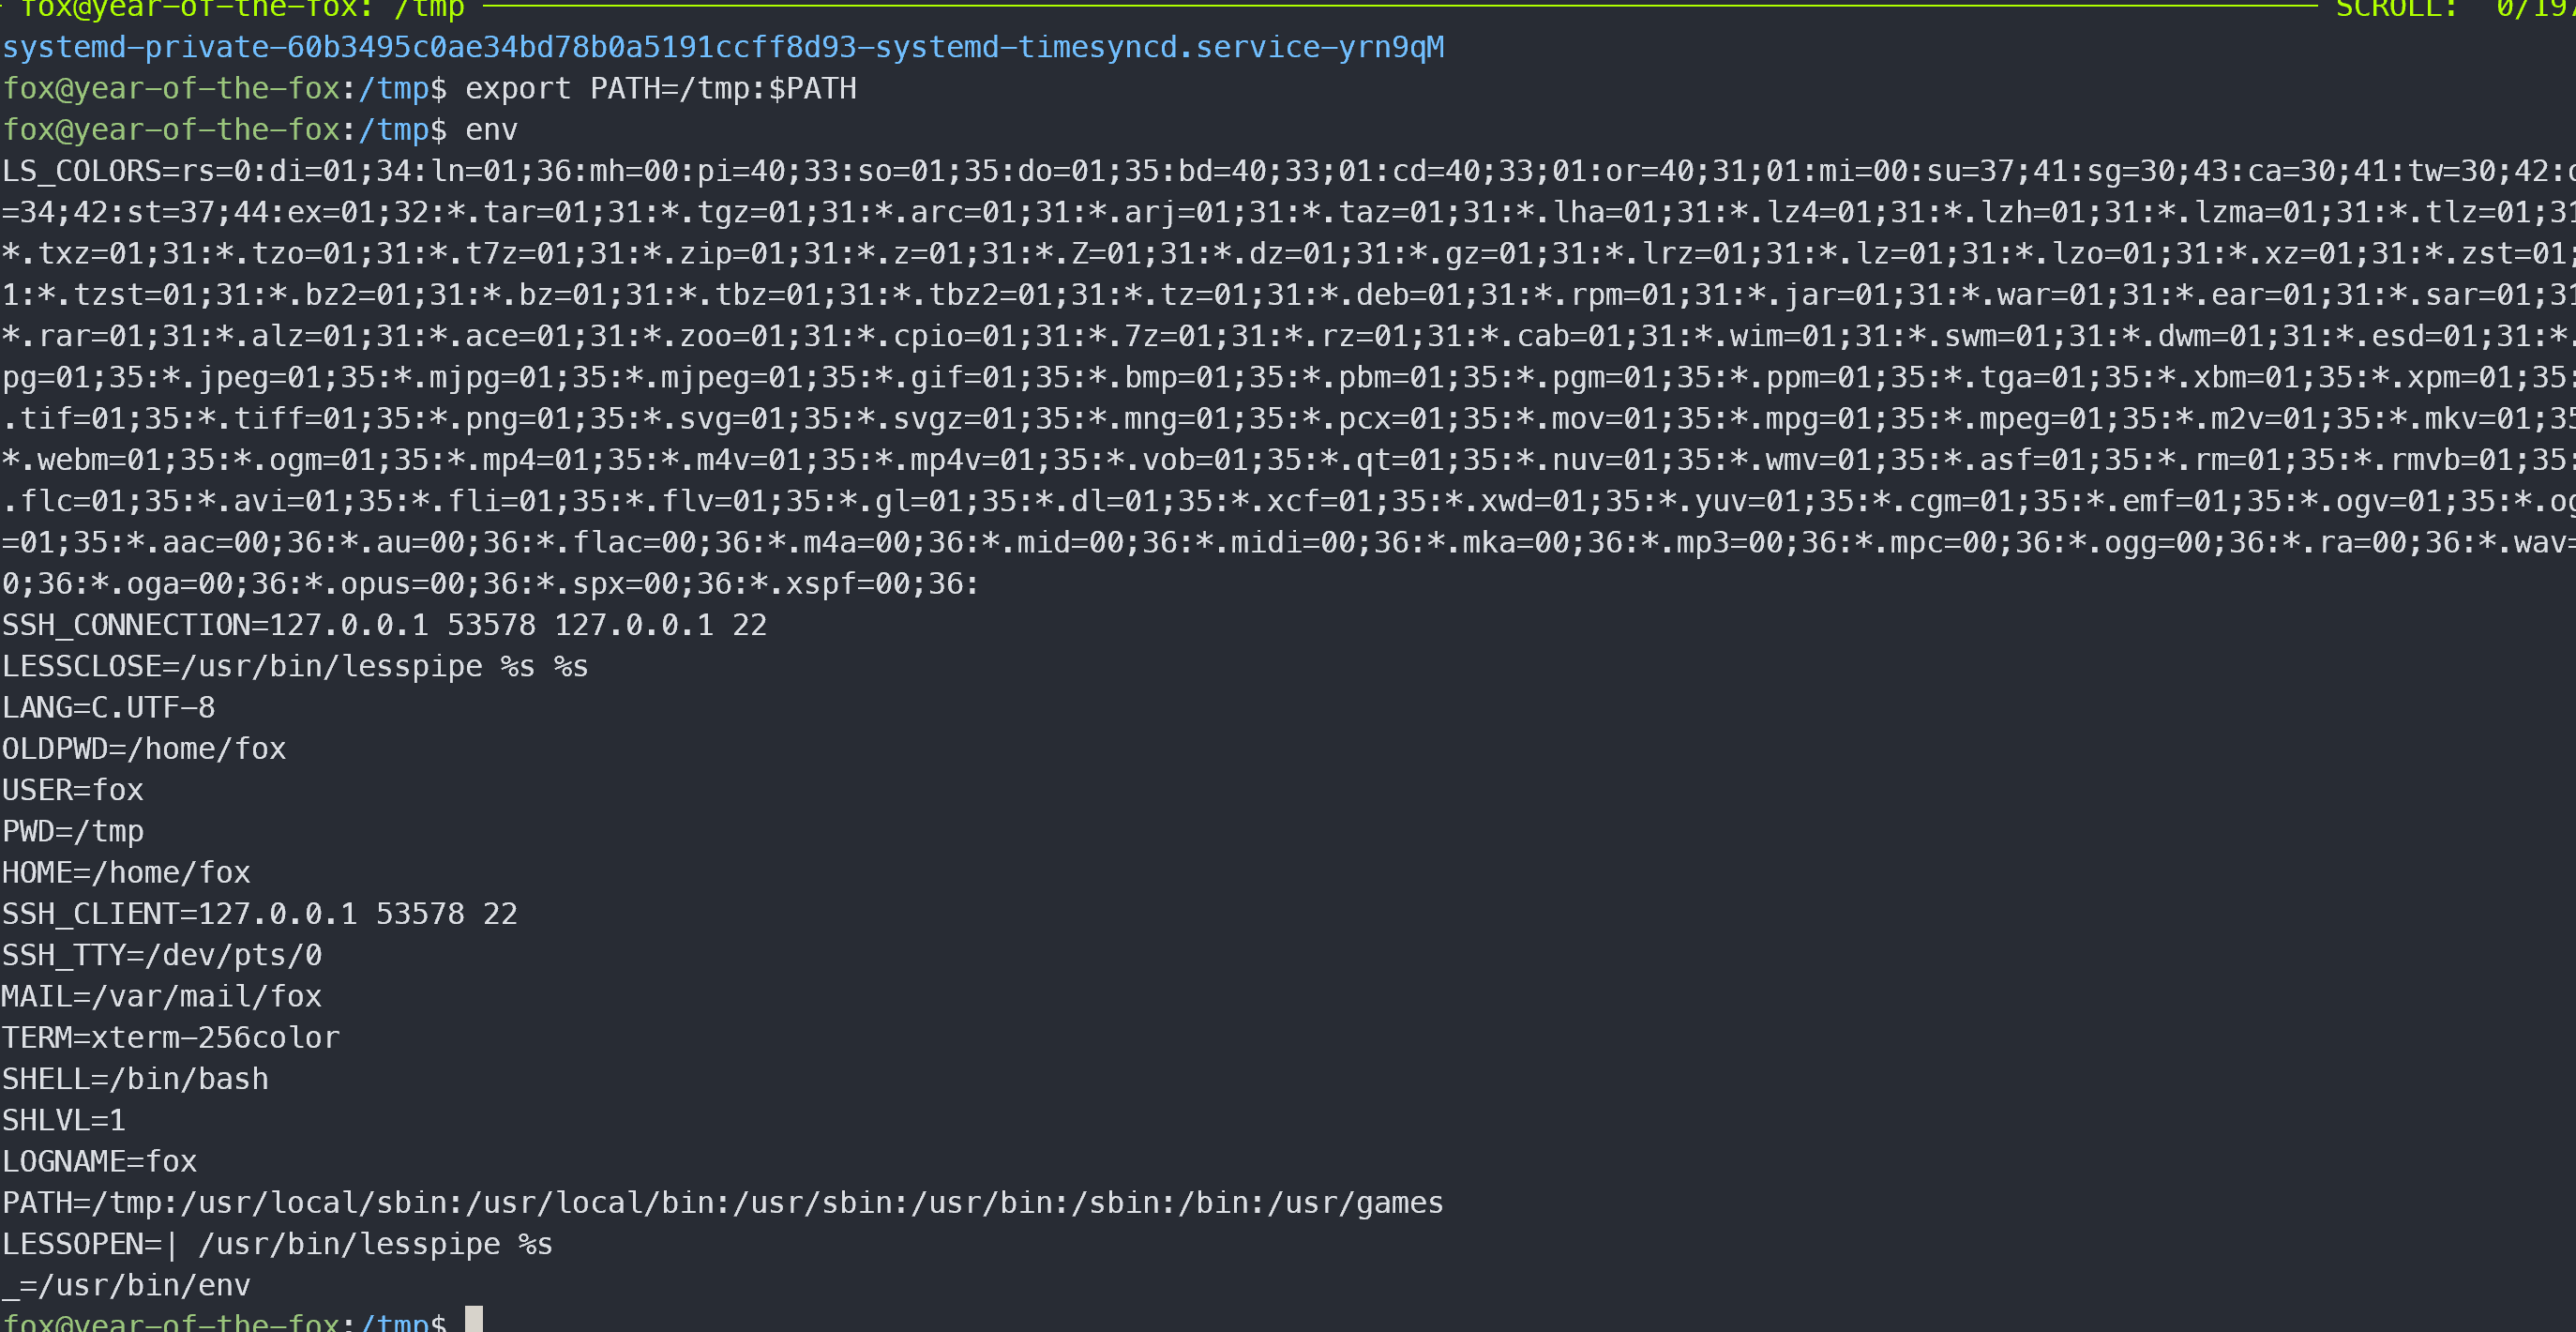 fox@year-of-the-fox: /tmp SCROLL: 0/197
systemd-private-60b3495c0ae34bd78b0a5191ccff8d93-systemd-timesyncd.service-yrn9qM
fox@year-of-the-fox:/tmp$ export PATH=/tmp:$PATH
fox@year-of-the-fox:/tmp$ env
LS_COLORS=rs=0:di=01;34:ln=01;36:mh=00:pi=40;33:so=01;35:do=01;35:bd=40;33;01:cd=40;33;01:or=40;31;01:mi=00:su=37;41:sg=30;43:ca=30;41:tw=30;42:o
=34;42:st=37;44:ex=01;32:*.tar=01;31:*.tgz=01;31:*.arc=01;31:*.arj=01;31:*.taz=01;31:*.lha=01;31:*.lz4=01;31:*.lzh=01;31:*.lzma=01;31:*.tlz=01;31
*.txz=01;31:*.tzo=01;31:*.t7z=01;31:*.zip=01;31:*.z=01;31:*.Z=01;31:*.dz=01;31:*.gz=01;31:*.lrz=01;31:*.lz=01;31:*.lzo=01;31:*.xz=01;31:*.zst=01;
1:*.tzst=01;31:*.bz2=01;31:*.bz=01;31:*.tbz=01;31:*.tbz2=01;31:*.tz=01;31:*.deb=01;31:*.rpm=01;31:*.jar=01;31:*.war=01;31:*.ear=01;31:*.sar=01;31
*.rar=01;31:*.alz=01;31:*.ace=01;31:*.zoo=01;31:*.cpio=01;31:*.7z=01;31:*.rz=01;31:*.cab=01;31:*.wim=01;31:*.swm=01;31:*.dwm=01;31:*.esd=01;31:*.
pg=01;35:*.jpeg=01;35:*.mjpg=01;35:*.mjpeg=01;35:*.gif=01;35:*.bmp=01;35:*.pbm=01;35:*.pgm=01;35:*.ppm=01;35:*.tga=01;35:*.xbm=01;35:*.xpm=01;35:
.tif=01;35:*.tiff=01;35:*.png=01;35:*.svg=01;35:*.svgz=01;35:*.mng=01;35:*.pcx=01;35:*.mov=01;35:*.mpg=01;35:*.mpeg=01;35:*.m2v=01;35:*.mkv=01;35
*.webm=01;35:*.ogm=01;35:*.mp4=01;35:*.m4v=01;35:*.mp4v=01;35:*.vob=01;35:*.qt=01;35:*.nuv=01;35:*.wmv=01;35:*.asf=01;35:*.rm=01;35:*.rmvb=01;35:
.flc=01;35:*.avi=01;35:*.fli=01;35:*.flv=01;35:*.gl=01;35:*.dl=01;35:*.xcf=01;35:*.xwd=01;35:*.yuv=01;35:*.cgm=01;35:*.emf=01;35:*.ogv=01;35:*.og
=01;35:*.aac=00;36:*.au=00;36:*.flac=00;36:*.m4a=00;36:*.mid=00;36:*.midi=00;36:*.mka=00;36:*.mp3=00;36:*.mpc=00;36:*.ogg=00;36:*.ra=00;36:*.wav=
0;36:*.oga=00;36:*.opus=00;36:*.spx=00;36:*.xspf=00;36:
SSH_CONNECTION=127.0.0.1 53578 127.0.0.1 22
LESSCLOSE=/usr/bin/lesspipe %s %s
LANG=C.UTF-8
OLDPWD=/home/fox
USER=fox
PWD=/tmp
HOME=/home/fox
SSH_CLIENT=127.0.0.1 53578 22
SSH_TTY=/dev/pts/0
MAIL=/var/mail/fox
TERM=xterm-256color
SHELL=/bin/bash
SHLVL=1
LOGNAME=fox
PATH=/tmp:/usr/local/sbin:/usr/local/bin:/usr/sbin:/usr/bin:/sbin:/bin:/usr/games
LESSOPEN=| /usr/bin/lesspipe %s
_=/usr/bin/env
fox@year-of-the-fox:/tmp$